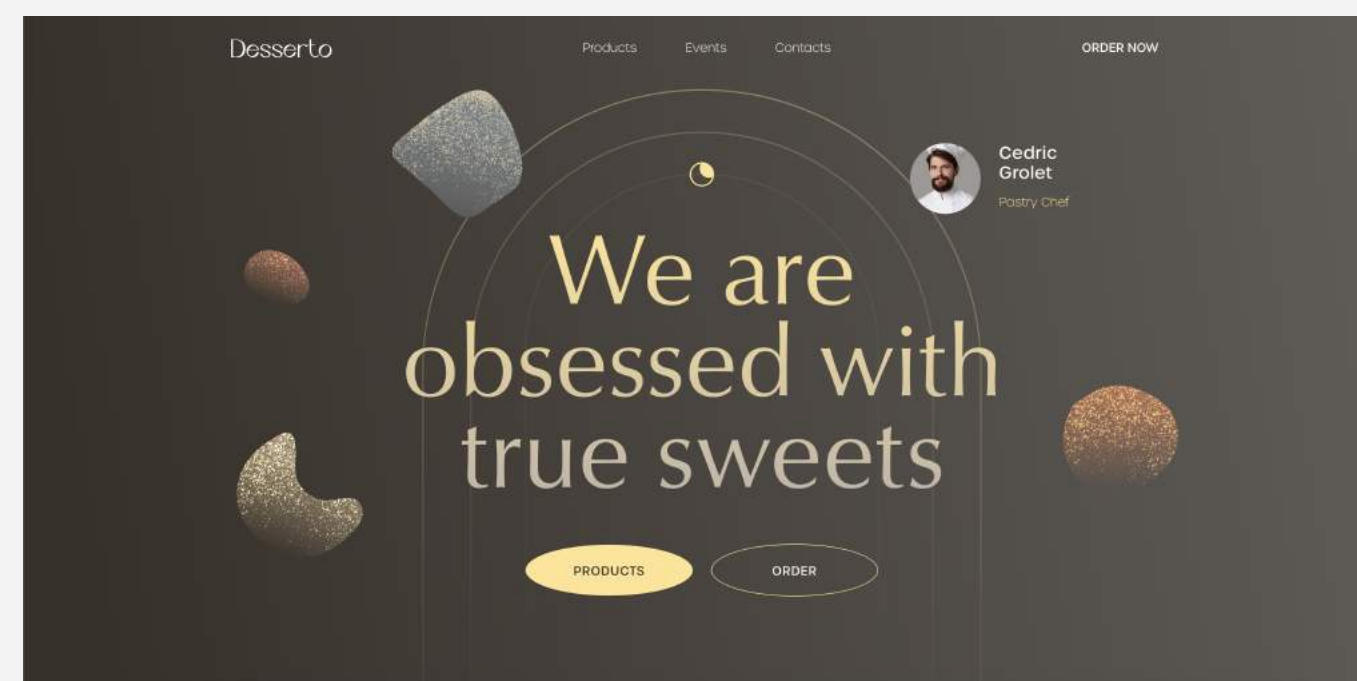 Desserto
Products Events Contacts
ORDER NOW
Cedric
Grolet
Pastry Chef
We are
obsessed with
true sweets
PRODUCTS
ORDER